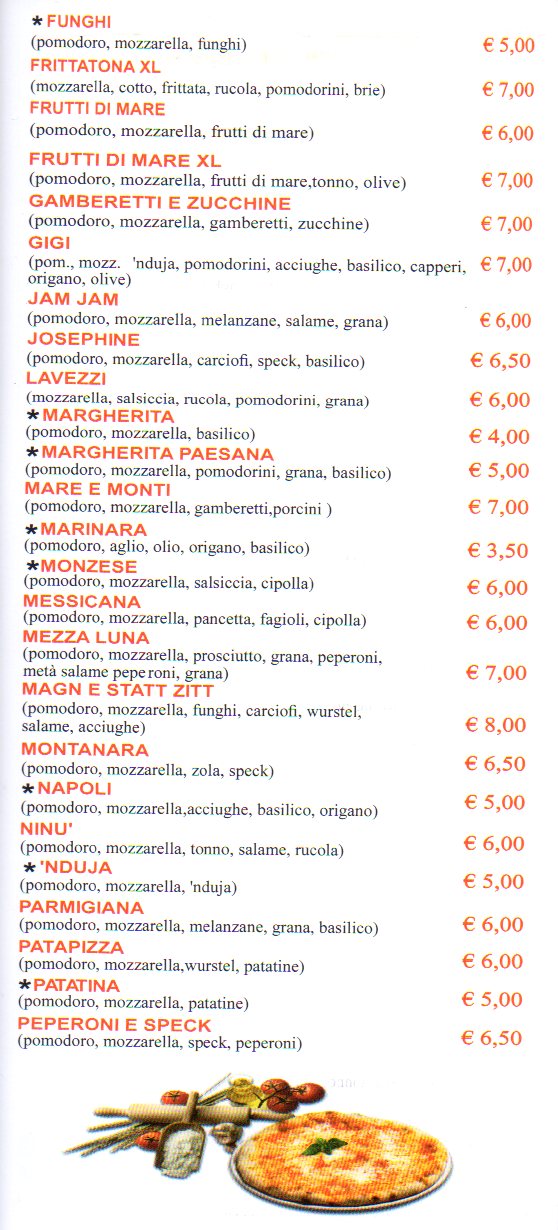 *FUNGHI
(pomodoro, mozzarella, funghi) € 5,00
FRITTATONA XL
(mozzarella, cotto, frittata, rucola, pomodorini, brie) € 7,00
FRUTTI DI MARE
(pomodoro, mozzarella, frutti di mare) € 6,00
FRUTTI DI MARE XL
(pomodoro, mozzarella, frutti di mare,tonno, olive) € 7,00
GAMBERETTI E ZUCCHINE
(pomodoro, mozzarella, gamberetti, zucchine) € 7,00
GIGI
(pom., mozz. 'nduja, pomodorini, acciughe, basilico, capperi, € 7,00
origano, olive)
JAM JAM
(pomodoro, mozzarella, melanzane, salame, grana) € 6,00
JOSEPHINE
(pomodoro, mozzarella, carciofi, speck, basilico) € 6,50
LAVEZZI
(mozzarella, salsiccia, rucola, pomodorini, grana) € 6,00
*MARGHERITA
(pomodoro, mozzarella, basilico) € 4,00
*MARGHERITA PAESANA
(pomodoro, mozzarella, pomodorini, grana, basilico) € 5,00
MARE E MONTI
(pomodoro, mozzarella, gamberetti,porcini ) € 7,00
*MARINARA
(pomodoro, aglio, olio, origano, basilico) € 3,50
*MONZESE
(pomodoro, mozzarella, salsiccia, cipolla) € 6,00
MESSICANA
(pomodoro, mozzarella, pancetta, fagioli, cipolla) € 6,00
MEZZA LUNA
(pomodoro, mozzarella, prosciutto, grana, peperoni,
metà salame peperoni, grana) € 7,00
MAGN E STATT ZITT
(pomodoro, mozzarella, funghi, carciofi, wurstel,
salame, acciughe) € 8,00
MONTANARA
(pomodoro, mozzarella, zola, speck) € 6,50
*NAPOLI
(pomodoro, mozzarella,acciughe, basilico, origano) € 5,00
NINU'
(pomodoro, mozzarella, tonno, salame, rucola) € 6,00
*'NDUJA
(pomodoro, mozzarella, 'nduja) € 5,00
PARMIGIANA
(pomodoro, mozzarella, melanzane, grana, basilico) € 6,00
PATAPIZZA
(pomodoro, mozzarella,wurstel, patatine) € 6,00
*PATATINA
(pomodoro, mozzarella, patatine) € 5,00
PEPERONI E SPECK
(pomodoro, mozzarella, speck, peperoni) € 6,50